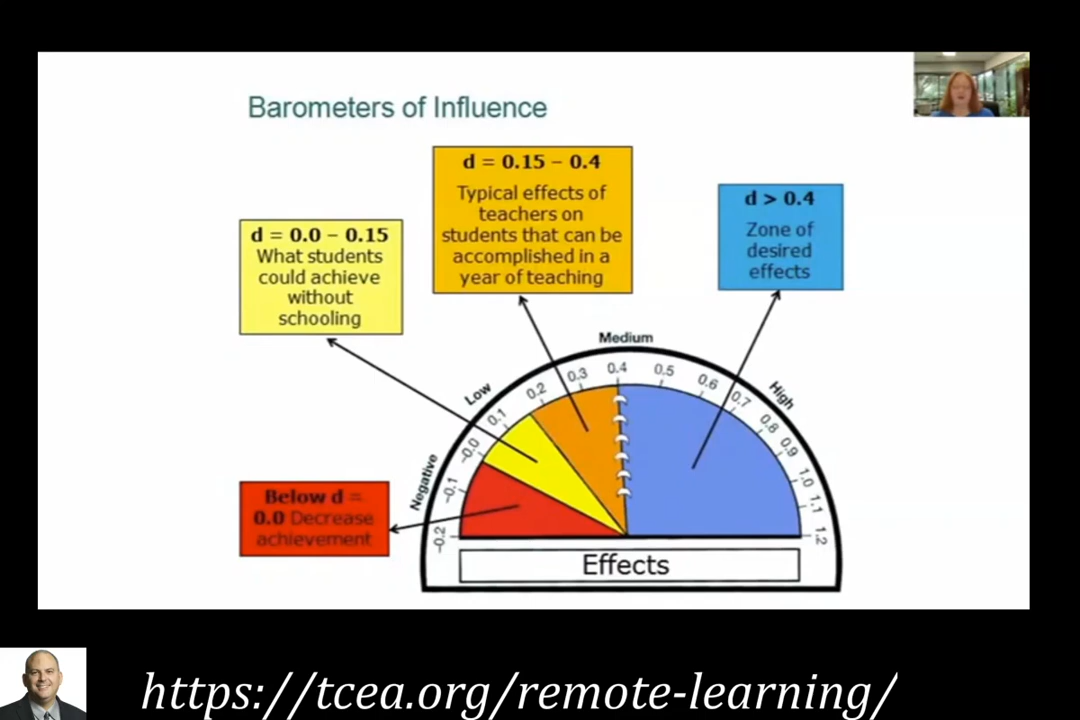 Barometers of Influence
d = 0.15 – 0.4
Typical effects of
teachers on
students that can be
accomplished in a
year of teaching
d > 0.4
Zone of
desired
effects
d = 0.0 – 0.15
What students
could achieve
without
schooling
Medium
Low
High
Negative
-0.2
-0.1
-0.0
0.1
0.2
0.3
0.4
0.5
0.6
0.7
0.8
0.9
1.0
1.1
1.2
Below d =
0.0 Decrease
achievement
Effects
https://tcea.org/remote-learning/